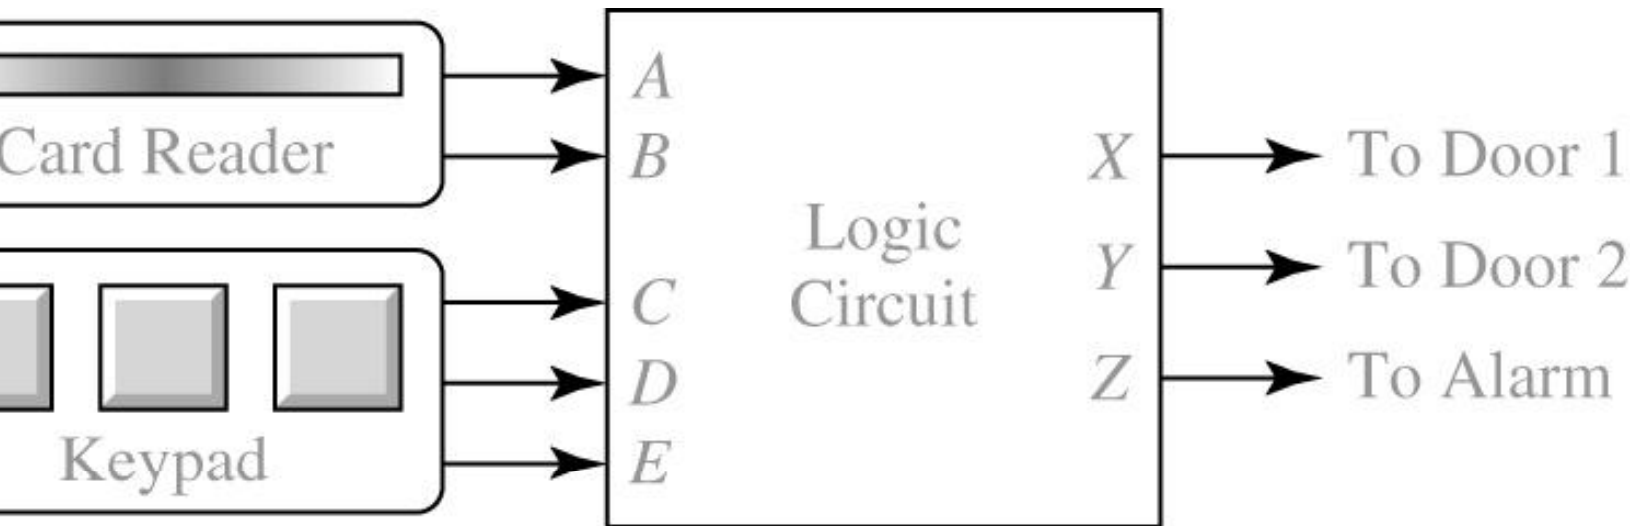 Card Reader
Keypad
A
B
C
D
E
Logic
Circuit
X
Y
Z
To Door 1
To Door 2
To Alarm